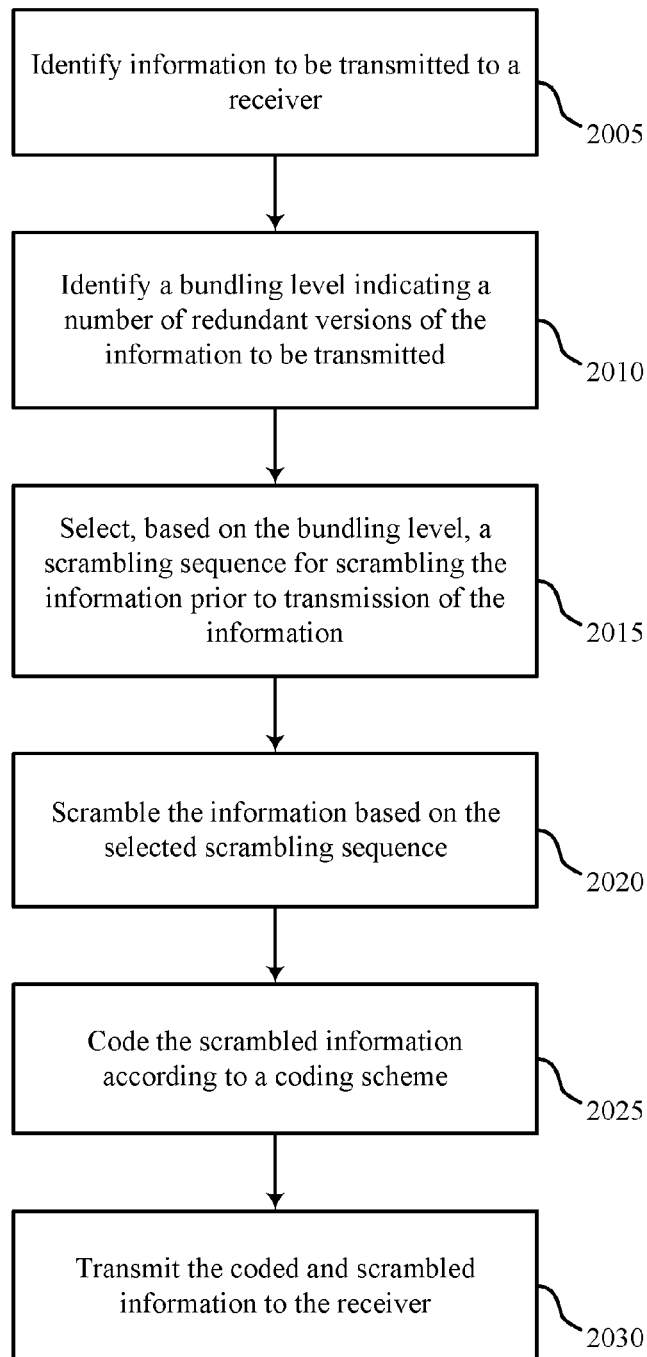 Identify information to be transmitted to a
receiver
2005
Identify a bundling level indicating a
number of redundant versions of the
information to be transmitted
2010
Select, based on the bundling level, a
scrambling sequence for scrambling the
information prior to transmission of the
information
2015
Scramble the information based on the
selected scrambling sequence
2020
Code the scrambled information
according to a coding scheme
2025
Transmit the coded and scrambled
information to the receiver
2030